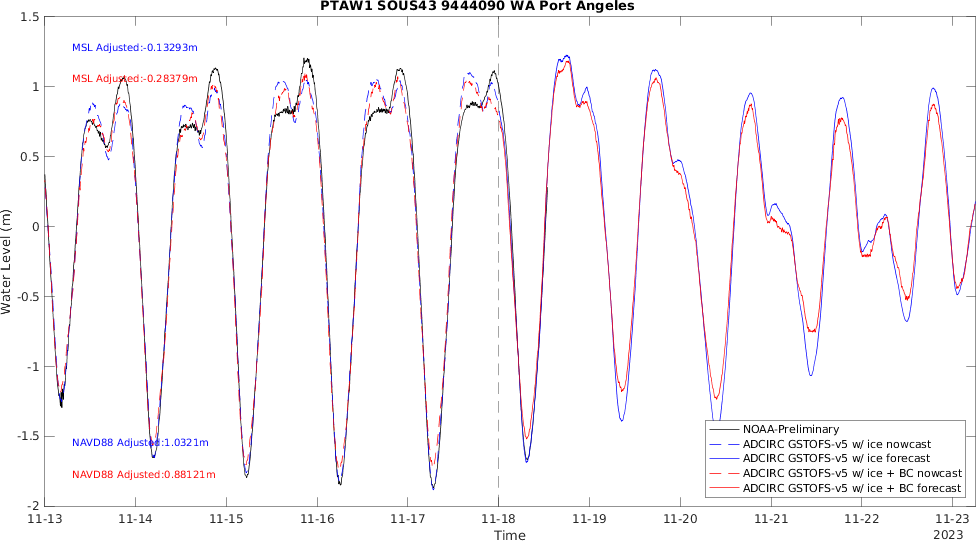 PTAW1 SOUS43 9444090 WA Port Angeles
1.5
MSL Adjusted:-0.13293m
MSL Adjusted:-0.28379m
1
0.5
0
-0.5
-1
-1.5
-2
Water Level (m)
NAVD88 Adjusted:1.0321m
NAVD88 Adjusted:0.88121m
NOAA-Preliminary
ADCIRC GSTOFS-v5 w/ ice nowcast
ADCIRC GSTOFS-v5 w/ ice forecast
ADCIRC GSTOFS-v5 w/ ice + BC nowcast
ADCIRC GSTOFS-v5 w/ ice + BC forecast
11-13 11-14 11-15 11-16 11-17 11-18 11-19 11-20 11-21 11-22 11-23
Time
2023